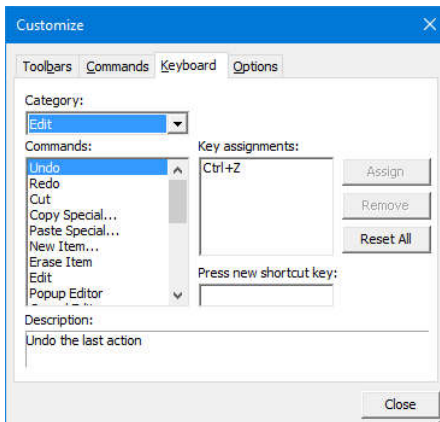 Customize
Toolbars Commands Keyboard Options
Category:
Edit
Commands:
Undo
Redo
Cut
Copy Special...
Paste Special...
New Item...
Erase Item
Edit
Popup Editor
Key assignments:
Ctrl+Z
Assign
Remove
Reset All
Press new shortcut key:
Description:
Undo the last action
Close